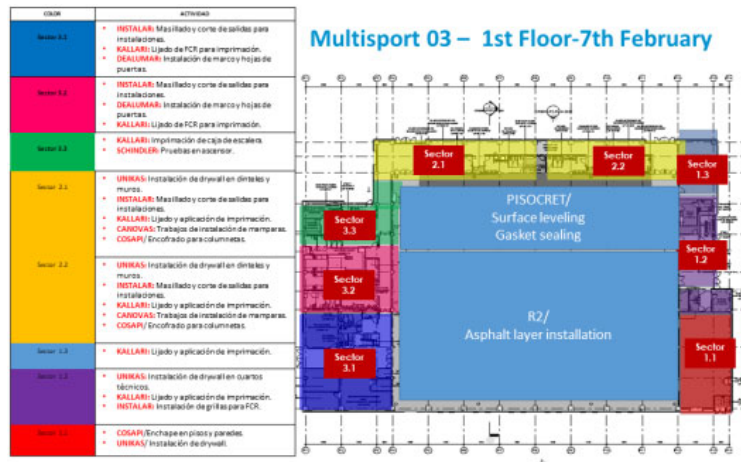 Multisport 03 – 1st Floor-7th February
COLOR
ACTIVIDAD
Sector 3.1
INSTALAR: Masillado y corte de salidas para
instalaciones.
KALLARI: Lijado de FCR para imprimación.
DEALUMAR: Instalación de marco y hojas de
puertas.
Sector 3.2
INSTALAR: Masillado y corte de salidas para
instalaciones.
DEALUMAR: Instalación de marco y hojas de
puertas.
KALLARI: Lijado de FCR para imprimación.
Sector 3.3
KALLARI: Imprimación de caja de escalera.
SCHINDLER: Pruebas en ascensor.
Sector 2.1
UNIKAS: Instalación de drywall en dinteles y
muros.
INSTALAR: Masillado y corte de salidas para
instalaciones.
KALLARI: Lijado y aplicación de imprimación.
CANOVAS: Trabajos de instalación de mamparas.
COSAPI/ Encofrado para columnetas.
Sector 2.2
UNIKAS: Instalación de drywall en dinteles y
muros.
INSTALAR: Masillado y corte de salidas para
instalaciones.
KALLARI: Lijado y aplicación de imprimación.
CANOVAS: Trabajos de instalación de mamparas.
COSAPI/ Encofrado para columnetas.
Sector 1.3
KALLARI: Lijado y aplicación de imprimación.
UNIKAS: Instalación de drywall en cuartos
técnicos.
KALLARI: Lijado y aplicación de imprimación.
INSTALAR: Instalación de grillas para FCR.
COSAPI/Enchape en pisos y paredes.
UNIKAS/ Instalación de drywall.
Sector
2.1
Sector
2.2
Sector
1.3
PISOCRET/
Surface leveling
Gasket sealing
Sector
3.3
Sector
1.2
Sector
3.2
R2/
Asphalt layer installation
Sector
3.1
Sector
1.1